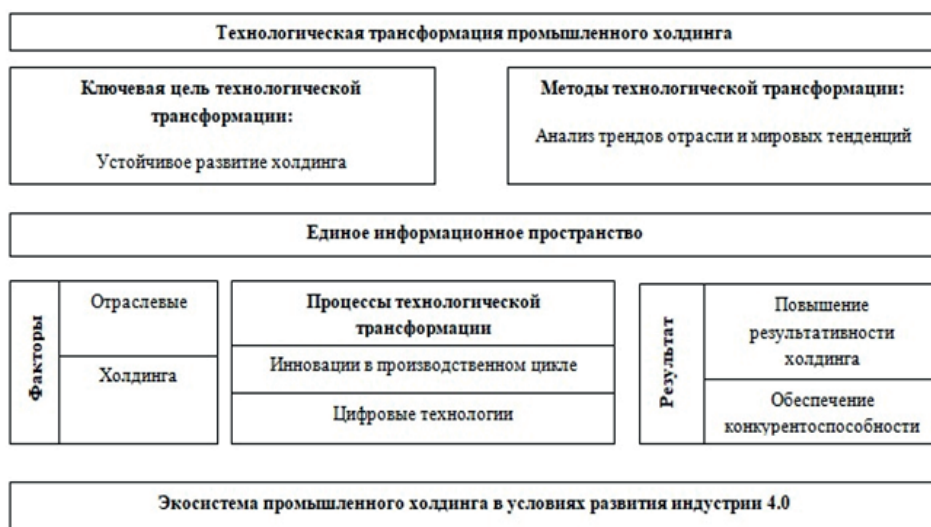 Технологическая трансформация промышленного холдинга
Ключевая цель технологической
трансформации:
Устойчивое развитие холдинга
Методы технологической трансформации:
Анализ трендов отрасли и мировых тенденций
Единое информационное пространство
Факторы
Отраслевые
Холдинга
Процессы технологической
трансформации
Инновации в производственном цикле
Цифровые технологии
Результат
Повышение
результативности
холдинга
Обеспечение
конкурентоспособности
Экосистема промышленного холдинга в условиях развития индустрии 4.0